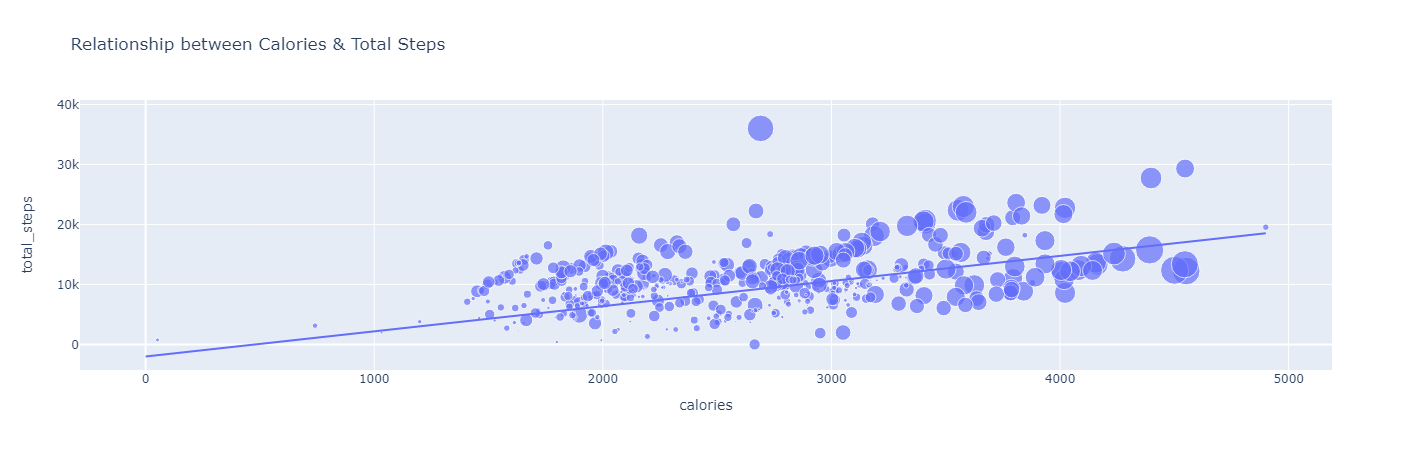 Relationship between Calories & Total Steps
total_steps
40k
30k
20k
10k
0
0 1000 2000 3000 4000 5000
calories